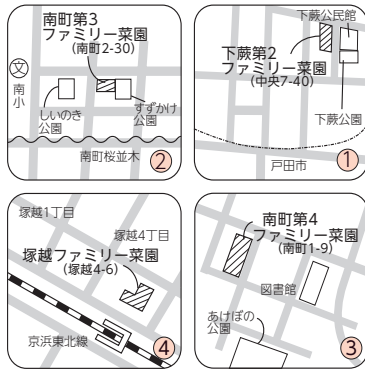 南町第3
ファミリー菜園
(南町2-30)
文
南小
しいのき
公園
すずかけ
公園
南町桜並木
②
下蕨公民館
下蕨第2
ファミリー菜園
(中央7-40)
下蕨公園
戸田市
①
塚越1丁目
塚越4丁目
塚越ファミリー菜園
(塚越4-6)
京浜東北線
④
南町第4
ファミリー菜園
(南町1-9)
図書館
あけぼの
公園
③